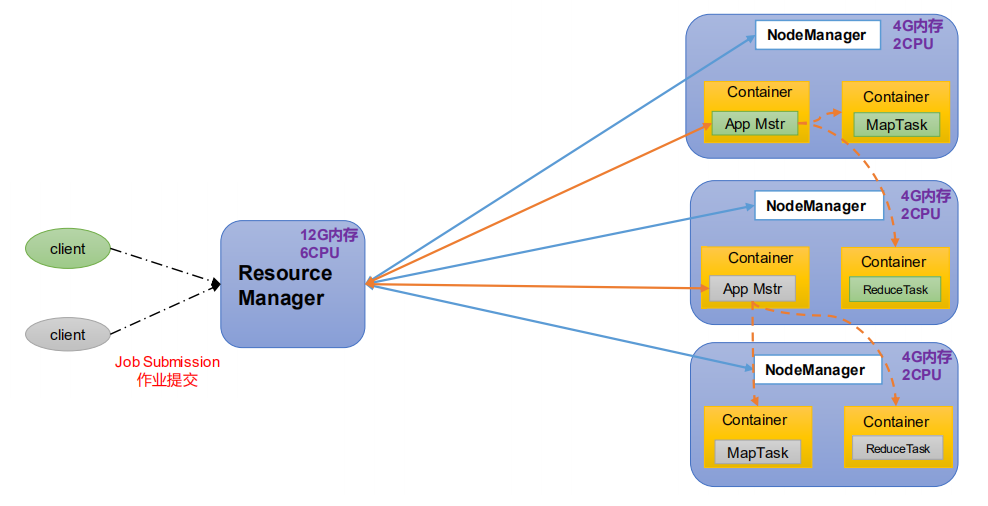 client
client
Job Submission
作业提交
12G内存
6CPU
Resource
Manager
NodeManager
4G内存
2CPU
Container
App Mstr
Container
MapTask
NodeManager
4G内存
2CPU
Container
App Mstr
Container
ReduceTask
NodeManager
4G内存
2CPU
Container
MapTask
Container
ReduceTask